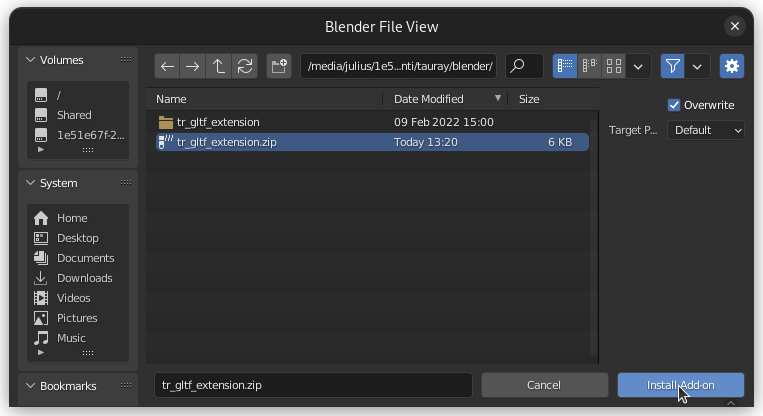 Blender File View
Volumes
/
Shared
1e51e67f-2...
System
Home
Desktop
Documents
Downloads
Videos
Pictures
Music
Bookmarks
/media/julius/1e5...nti/tauray/blender/
Name Date Modified Size
tr_gltf_extension 09 Feb 2022 15:00
tr_gltf_extension.zip Today 13:20 6 KB
Overwrite
Target P... Default
tr_gltf_extension.zip
Cancel
Install Add-on